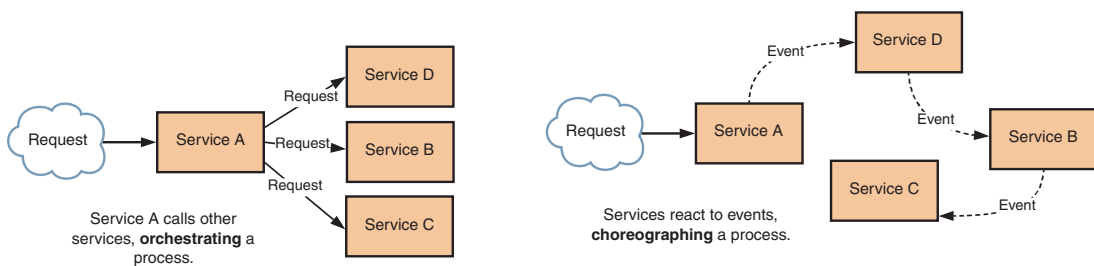 Request
Service A
Request
Service D
Request
Service B
Request
Service C
Service A calls other
services, orchestrating a
process.
Request
Service A
Event
Service D
Event
Service B
Event
Service C
Services react to events,
choreographing a process.